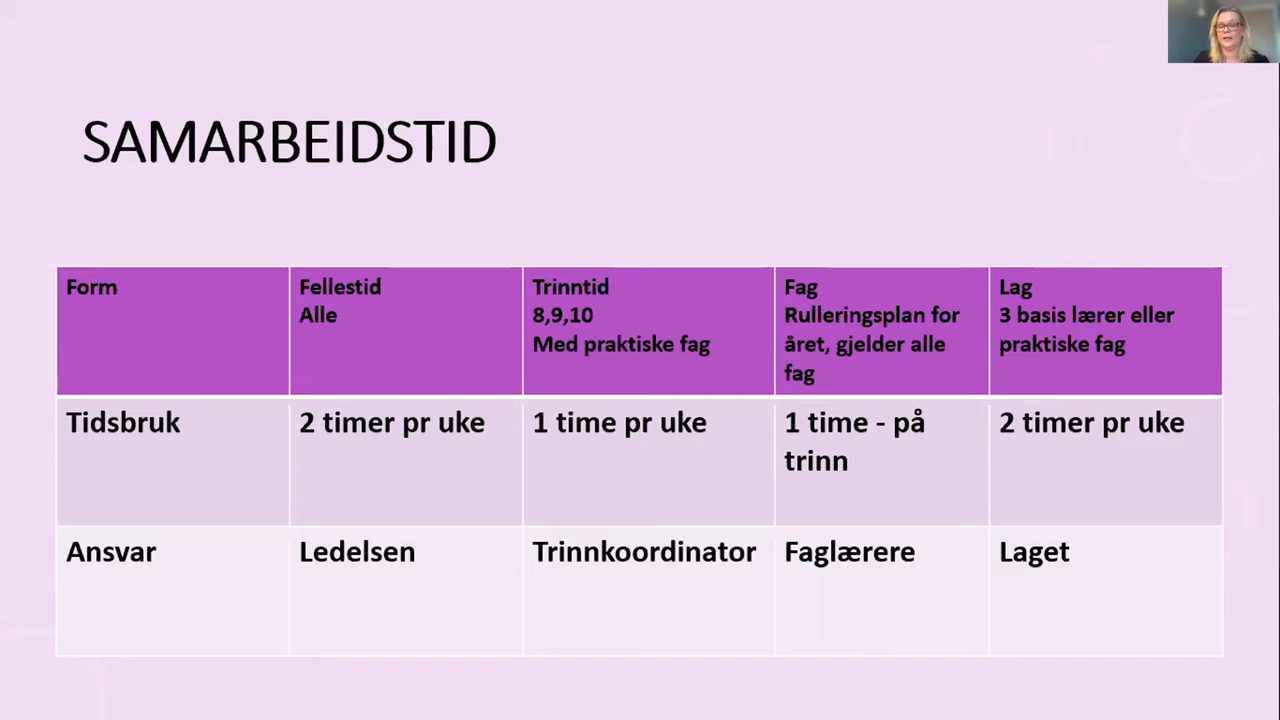 SAMARBEIDSTID
Form
Fellestid
Alle
Trinntid
8,9,10
Med praktiske fag
Fag
Rulleringsplan for
året, gjelder alle
fag
Lag
3 basis lærer eller
praktiske fag
Tidsbruk
2 timer pr uke
1 time pr uke
1 time - på
trinn
2 timer pr uke
Ansvar
Ledelsen
Trinnkoordinator
Faglærere
Laget